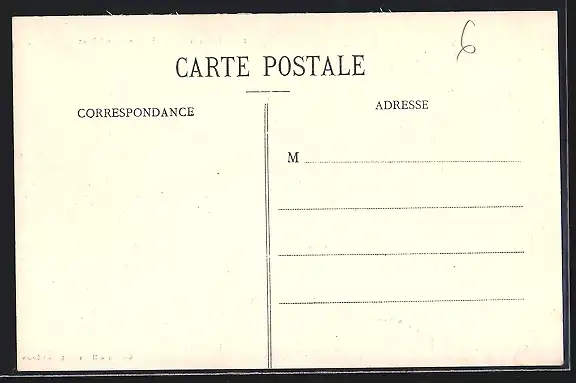 6
CARTE POSTALE
CORRESPONDANCE
ADRESSE
M